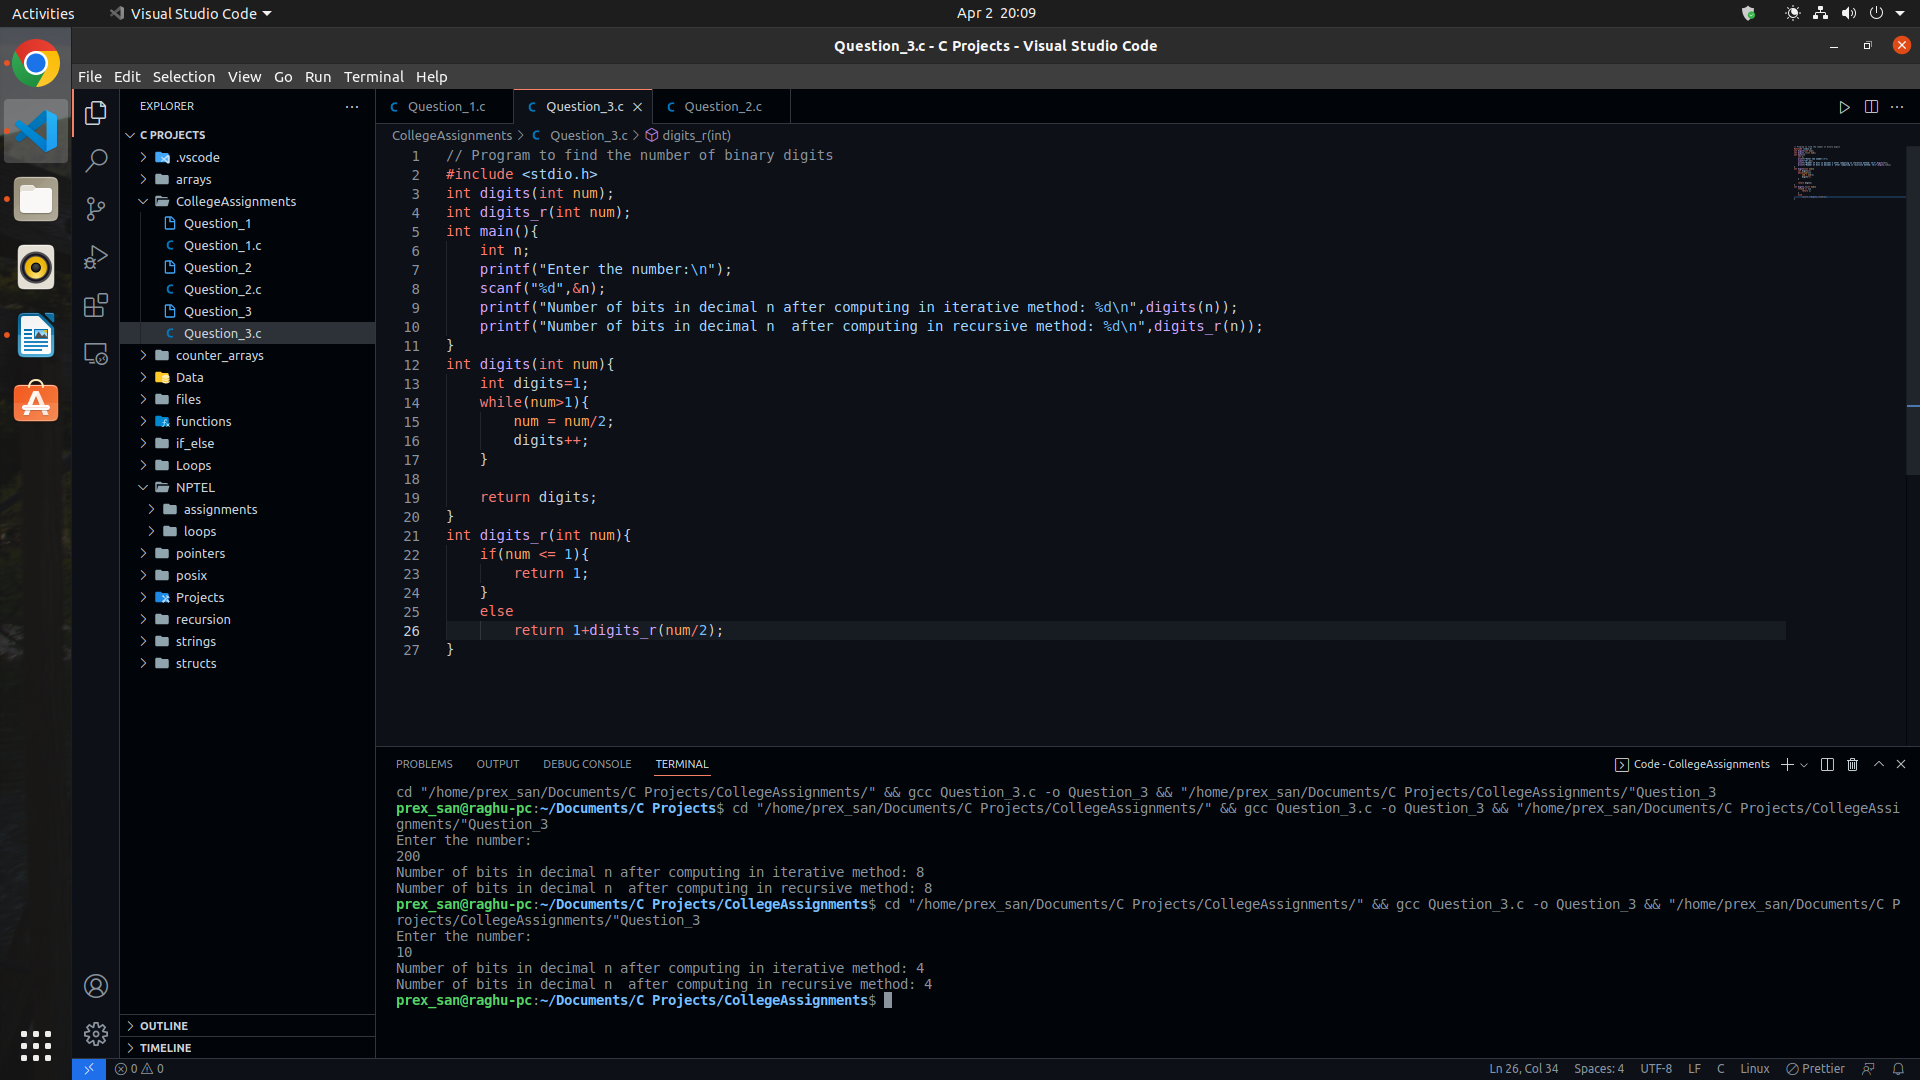 Activities
Visual Studio Code
Apr 2 20:09
Question_3.c - C Projects - Visual Studio Code
File Edit Selection View Go Run Terminal Help
EXPLORER
C PROJECTS
.vscode
arrays
CollegeAssignments
Question_1
Question_1.c
Question_2
Question_2.c
Question_3
Question_3.c
counter_arrays
Data
files
functions
if_else
Loops
NPTEL
assignments
loops
pointers
posix
Projects
recursion
strings
structs
OUTLINE
TIMELINE
Question_1.c
Question_3.c
Question_2.c
CollegeAssignments > C Question_3.c > digits_r(int)
1 // Program to find the number of binary digits
2 #include <stdio.h>
3 int digits(int num);
4 int digits_r(int num);
5 int main(){
6     int n;
7     printf("Enter the number:\n");
8     scanf("%d",&n);
9     printf("Number of bits in decimal n after computing in iterative method: %d\n",digits(n));
10     printf("Number of bits in decimal n  after computing in recursive method: %d\n",digits_r(n));
11 }
12 int digits(int num){
13     int digits=1;
14     while(num>1){
15         num = num/2;
16         digits++;
17     }
18
19     return digits;
20 }
21 int digits_r(int num){
22     if(num <= 1){
23         return 1;
24     }
25     else
26         return 1+digits_r(num/2);
27 }
PROBLEMS OUTPUT DEBUG CONSOLE TERMINAL
Code - CollegeAssignments
cd "/home/prex_san/Documents/C Projects/CollegeAssignments/" && gcc Question_3.c -o Question_3 && "/home/prex_san/Documents/C Projects/CollegeAssignments/"Question_3
prex_san@raghu-pc:~/Documents/C Projects$ cd "/home/prex_san/Documents/C Projects/CollegeAssignments/" && gcc Question_3.c -o Question_3 && "/home/prex_san/Documents/C Projects/CollegeAssi
gnments/"Question_3
Enter the number:
200
Number of bits in decimal n after computing in iterative method: 8
Number of bits in decimal n  after computing in recursive method: 8
prex_san@raghu-pc:~/Documents/C Projects/CollegeAssignments$ cd "/home/prex_san/Documents/C Projects/CollegeAssignments/" && gcc Question_3.c -o Question_3 && "/home/prex_san/Documents/C P
rojects/CollegeAssignments/"Question_3
Enter the number:
10
Number of bits in decimal n after computing in iterative method: 4
Number of bits in decimal n  after computing in recursive method: 4
prex_san@raghu-pc:~/Documents/C Projects/CollegeAssignments$
0 0
Ln 26, Col 34 Spaces: 4 UTF-8 LF C Linux Prettier